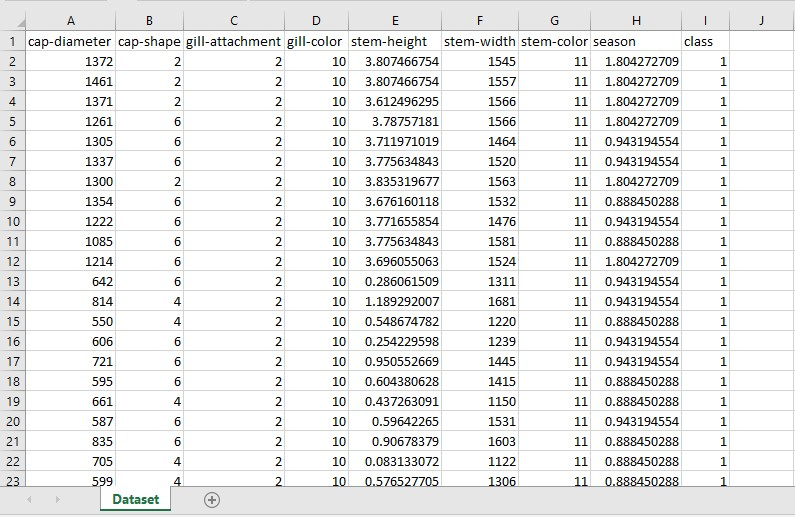 A B C D E F G H I J
1 cap-diameter cap-shape gill-attachment gill-color stem-height stem-width stem-color season class
2 1372 2 2 10 3.807466754 1545 11 1.804272709 1
3 1461 2 2 10 3.807466754 1557 11 1.804272709 1
4 1371 2 2 10 3.612496295 1566 11 1.804272709 1
5 1261 6 2 10 3.78757181 1566 11 1.804272709 1
6 1305 6 2 10 3.711971019 1464 11 0.943194554 1
7 1337 6 2 10 3.775634843 1520 11 0.943194554 1
8 1300 2 2 10 3.835319677 1563 11 1.804272709 1
9 1354 6 2 10 3.676160118 1532 11 0.888450288 1
10 1222 6 2 10 3.771655854 1476 11 0.943194554 1
11 1085 6 2 10 3.775634843 1581 11 0.888450288 1
12 1214 6 2 10 3.696055063 1524 11 1.804272709 1
13 642 6 2 10 0.286061509 1311 11 0.943194554 1
14 814 4 2 10 1.189292007 1681 11 0.943194554 1
15 550 4 2 10 0.548674782 1220 11 0.888450288 1
16 606 6 2 10 0.254229598 1239 11 0.943194554 1
17 721 6 2 10 0.950552669 1445 11 0.943194554 1
18 595 6 2 10 0.604380628 1415 11 0.888450288 1
19 661 4 2 10 0.437263091 1150 11 0.888450288 1
20 587 6 2 10 0.59642265 1531 11 0.943194554 1
21 835 6 2 10 0.90678379 1603 11 0.888450288 1
22 705 4 2 10 0.083133072 1122 11 0.888450288 1
23 599 4 2 10 0.576527705 1306 11 0.888450288 1
Dataset